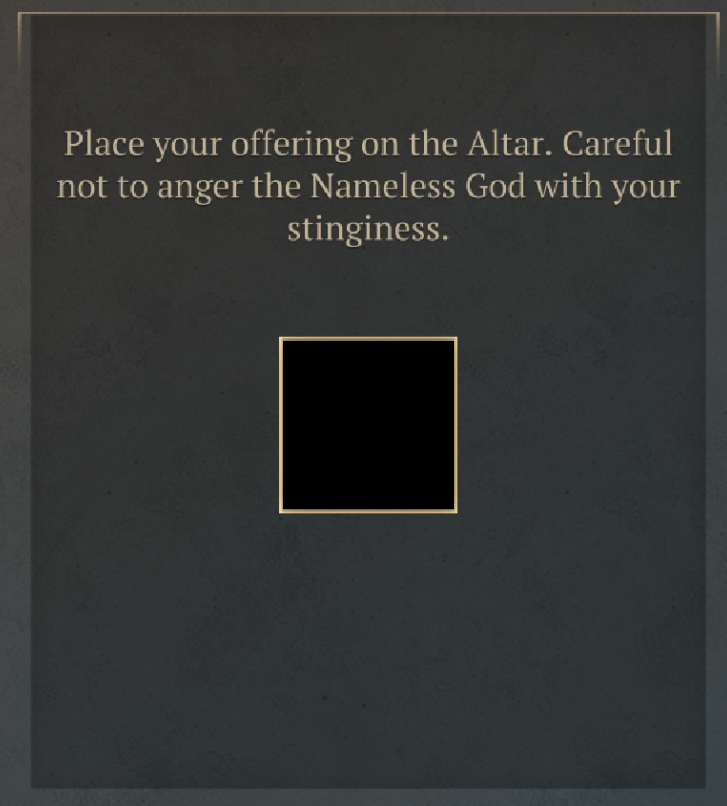 Place your offering on the Altar. Careful
not to anger the Nameless God with your
stinginess.